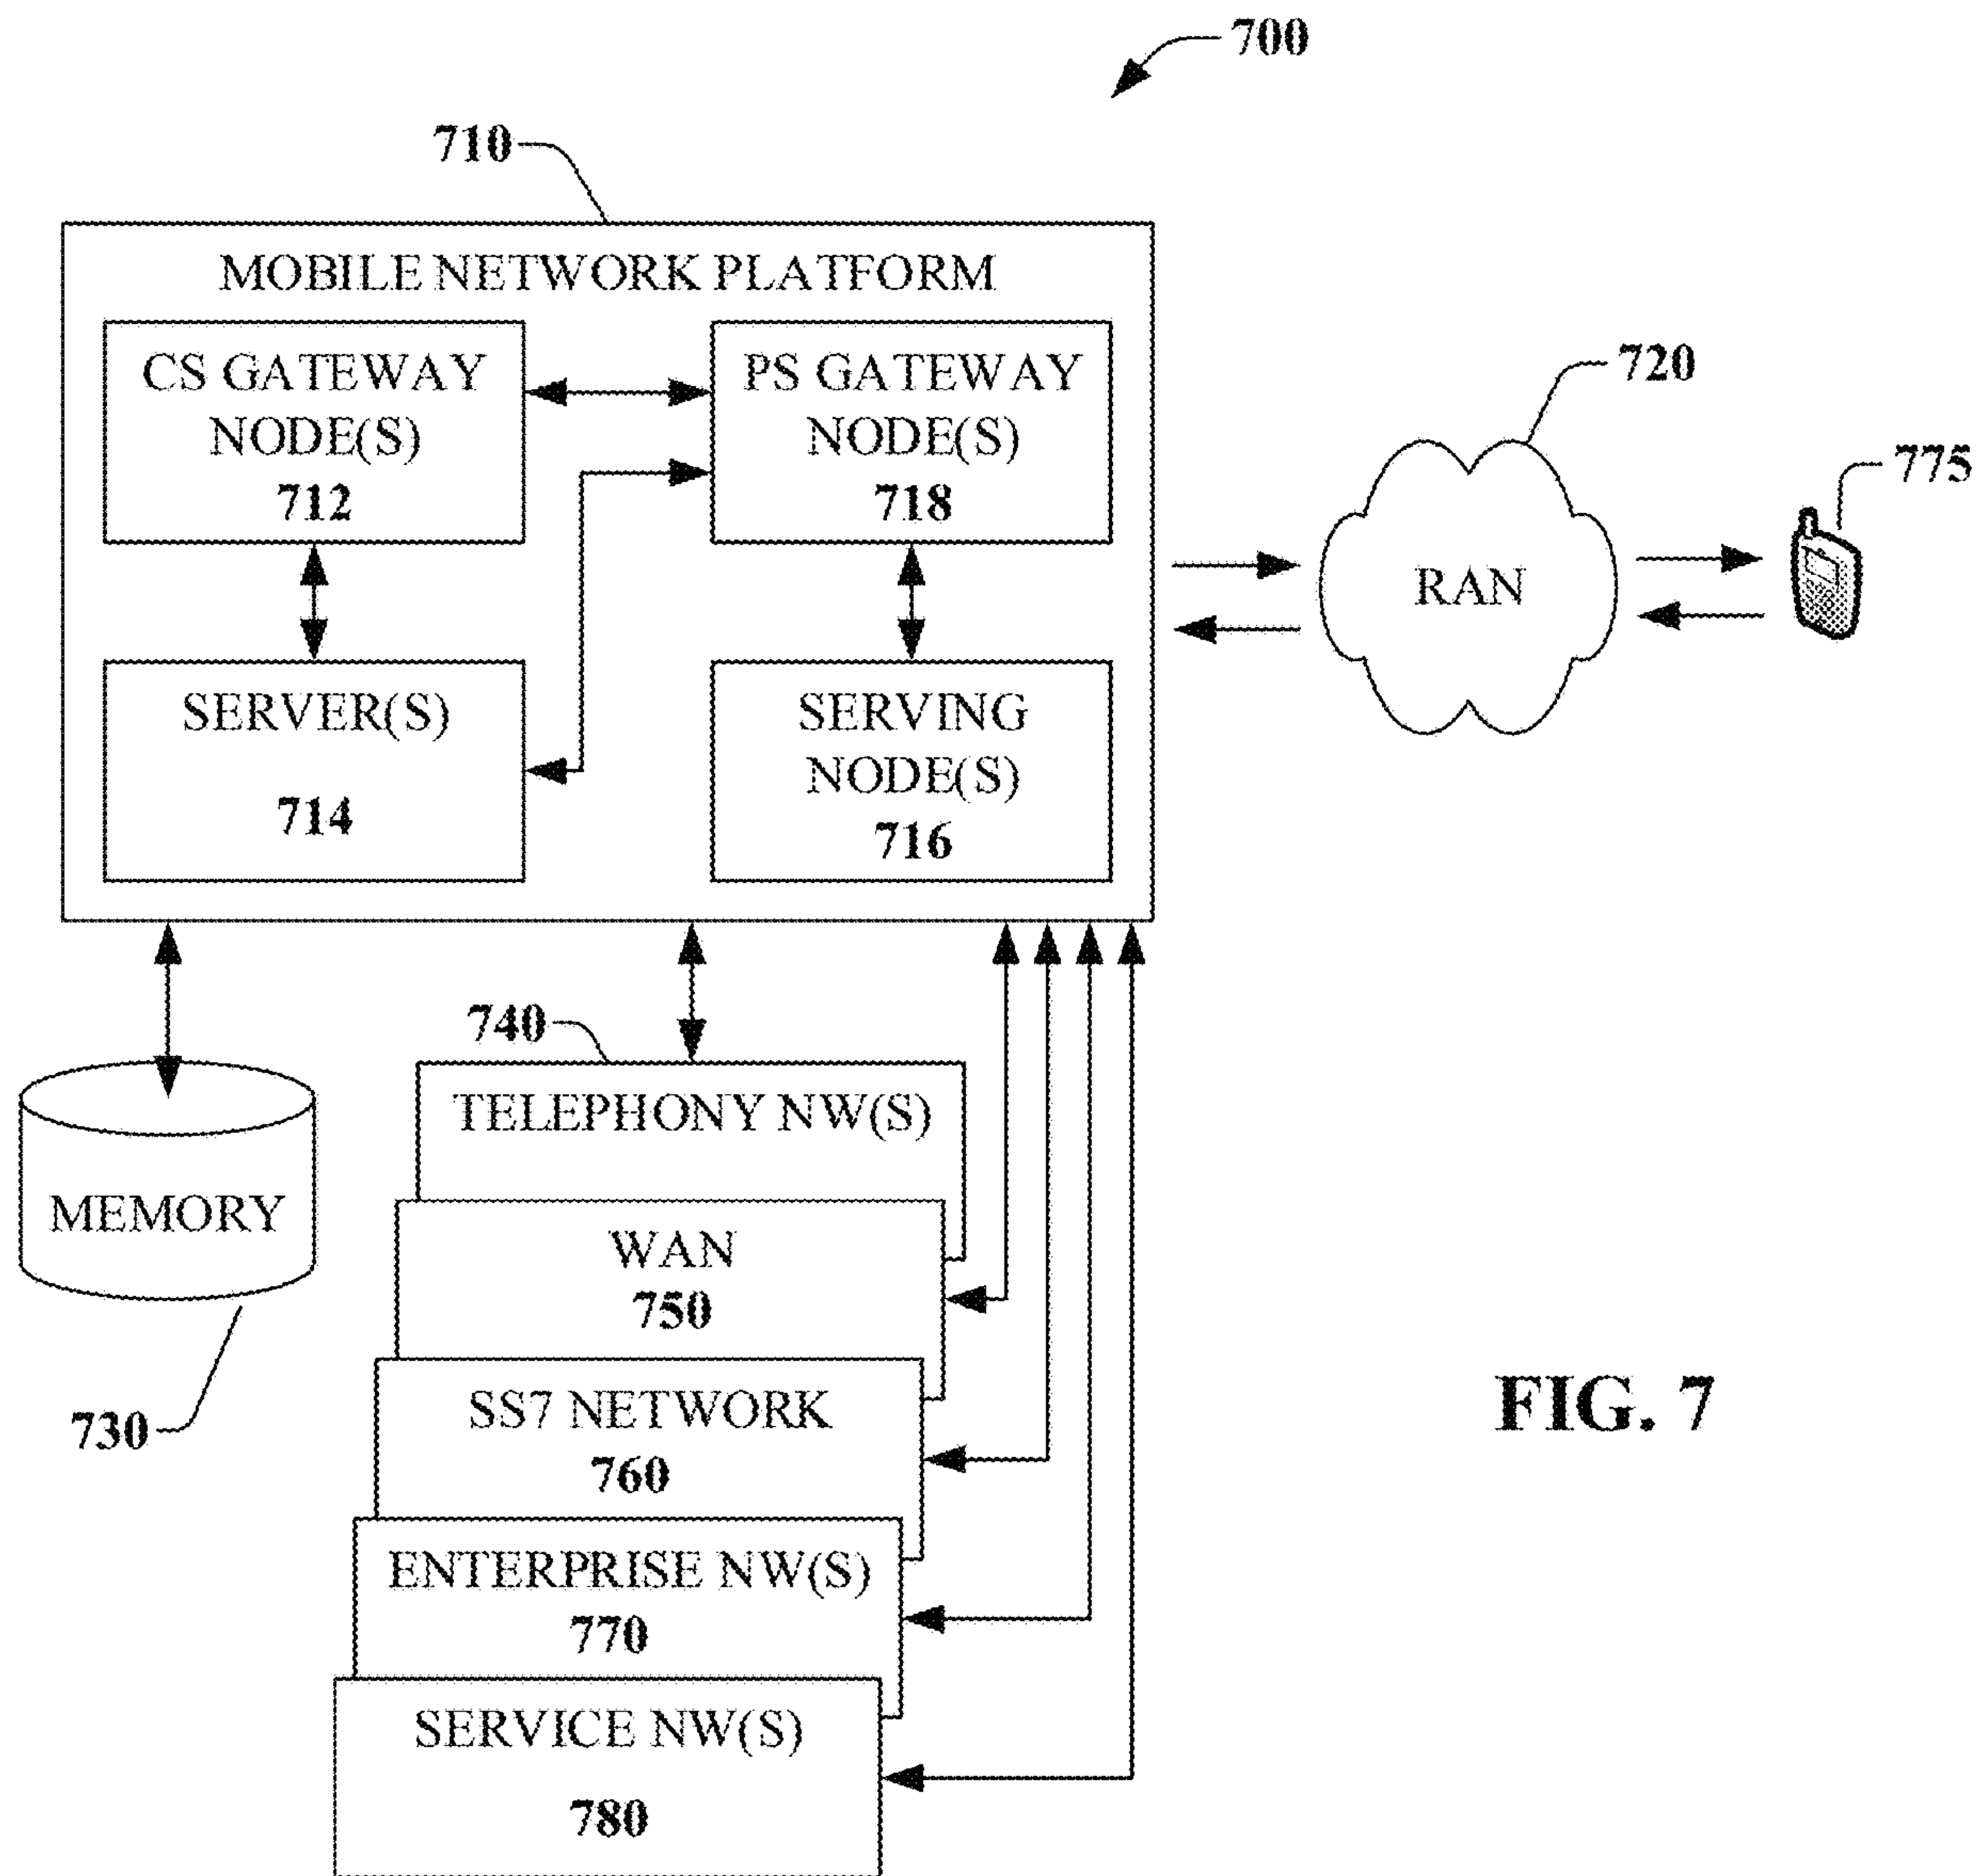 700
710
MOBILE NETWORK PLATFORM
CS GATEWAY
NODE(S)
712
PS GATEWAY
NODE(S)
718
SERVER(S)
714
SERVING
NODE(S)
716
720
RAN
775
740
TELEPHONY NW(S)
MEMORY
730
WAN
750
SS7 NETWORK
760
ENTERPRISE NW(S)
770
SERVICE NW(S)
780
FIG. 7